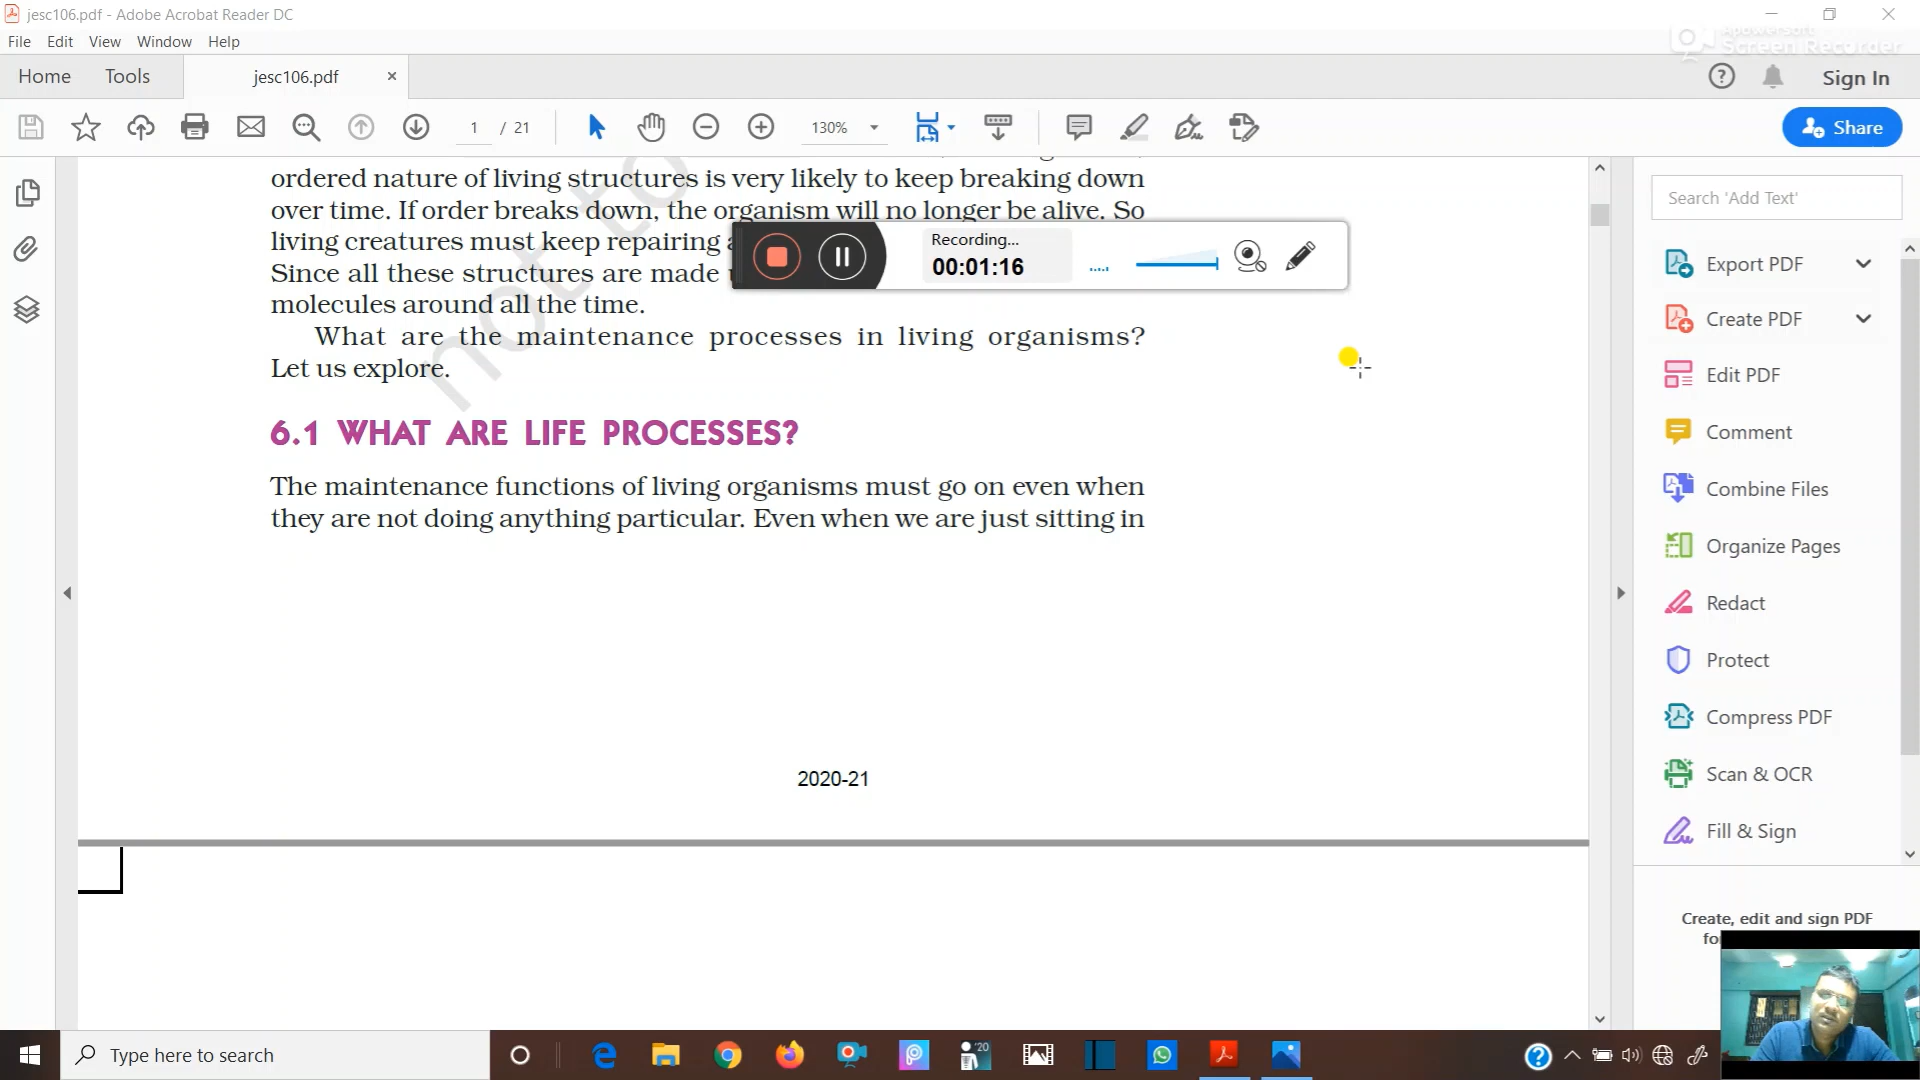 jesc106.pdf - Adobe Acrobat Reader DC
Apowersoft
Screen Recorder
File Edit View Window Help
Home Tools jesc106.pdf × Sign In
1 / 21 130% Share
ordered nature of living structures is very likely to keep breaking down
over time. If order breaks down, the organism will no longer be alive. So
living creatures must keep repairing
Since all these structures are made
molecules around all the time.
What are the maintenance processes in living organisms?
Let us explore.
not to
Recording...
00:01:16
6.1 WHAT ARE LIFE PROCESSES?
The maintenance functions of living organisms must go on even when
they are not doing anything particular. Even when we are just sitting in
2020-21
Search 'Add Text'
Export PDF
Create PDF
Edit PDF
Comment
Combine Files
Organize Pages
Redact
Protect
Compress PDF
Scan & OCR
Fill & Sign
Create, edit and sign PDF
Type here to search
'20